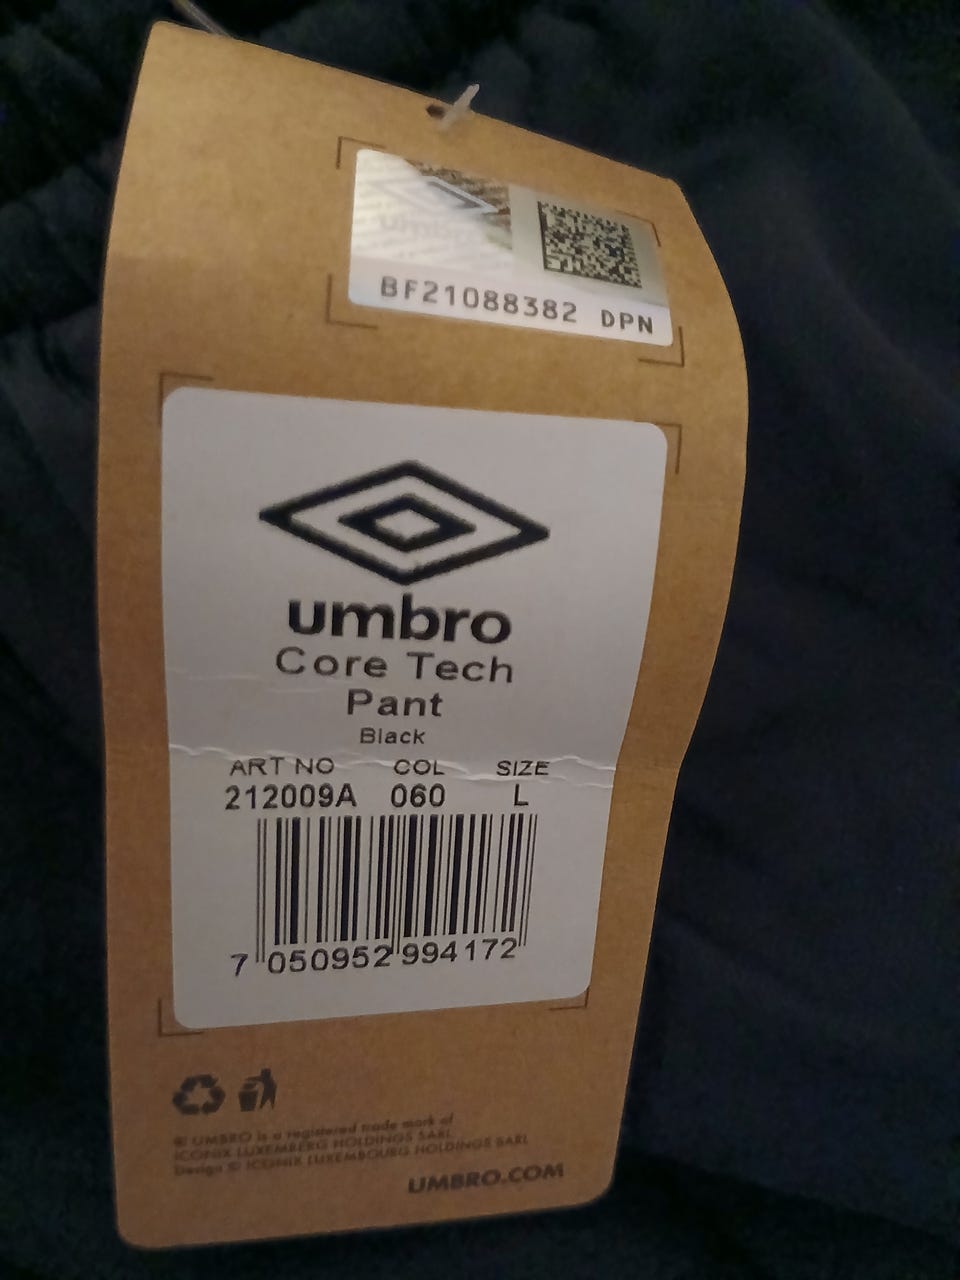 umbro
BF21088382 DPN
umbro
Core Tech
Pant
Black
ART NO COL SIZE
212009A 060 L
7 050952 994172
® UMBRO is a registered trade mark of
ICONIX LUXEMBERG HOLDINGS SARL
Design © ICONIX LUXEMBOURG HOLDINGS SARL
UMBRO.COM